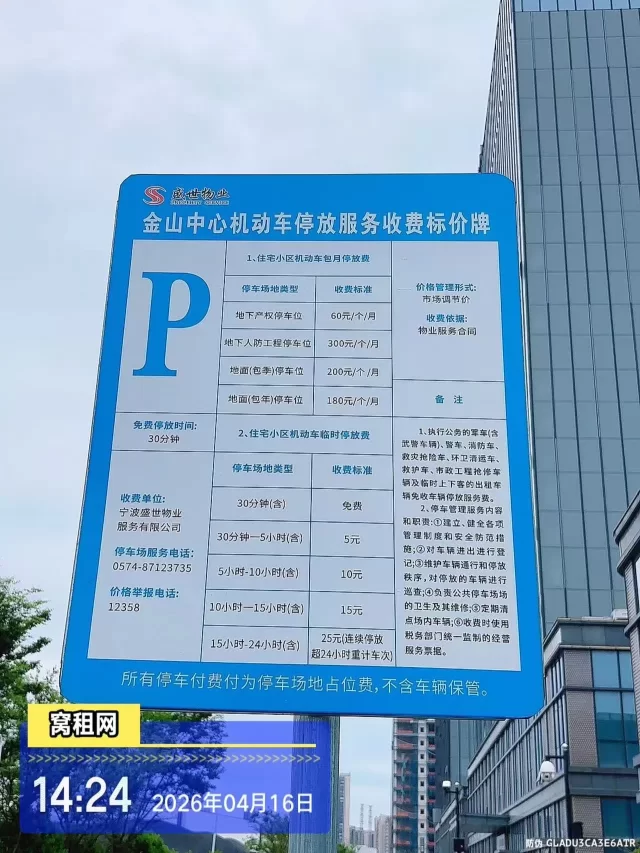 盛世物业
金山中心机动车停放服务收费标价牌
P
1、住宅小区机动车包月停放费
停车场地类型 收费标准
地下产权停车位 60元/个/月
地下人防工程停车位 300元/个/月
地面(包季)停车位 200元/个/月
地面(包年)停车位 180元/个/月
价格管理形式:
市场调节价
收费依据:
物业服务合同
备 注
免费停放时间:
30分钟
2、住宅小区机动车临时停放费
停车场地类型 收费标准
30分钟(含) 免费
30分钟—5小时(含) 5元
5小时-10小时(含) 10元
10小时—15小时(含) 15元
15小时-24小时(含) 25元(连续停放
超24小时重计车次)
收费单位:
宁波盛世物业
服务有限公司
停车场服务电话:
0574-87123735
价格举报电话:
12358
1、执行公务的军车(含
武警车辆)、警车、消防车、
救灾抢险车、环卫清运车、
救护车、市政工程抢修车
辆及临时上下客的出租车
辆免收车辆停放服务费。
2、停车管理服务内容
和职责:①建立、健全各项
管理制度和安全防范措
施;②对车辆进出进行登
记;③维护车辆通行和停放
秩序,对停放的车辆进行
巡查;④负责公共停车场场
的卫生及其维修;⑤定期清
点场内车辆;⑥收费时使用
税务部门统一监制的经营
服务票据。
所有停车付费付为停车场地占位费,不含车辆保管。
窝租网
14:24 2026年04月16日
防伪 GLADU3CA3E6ATR